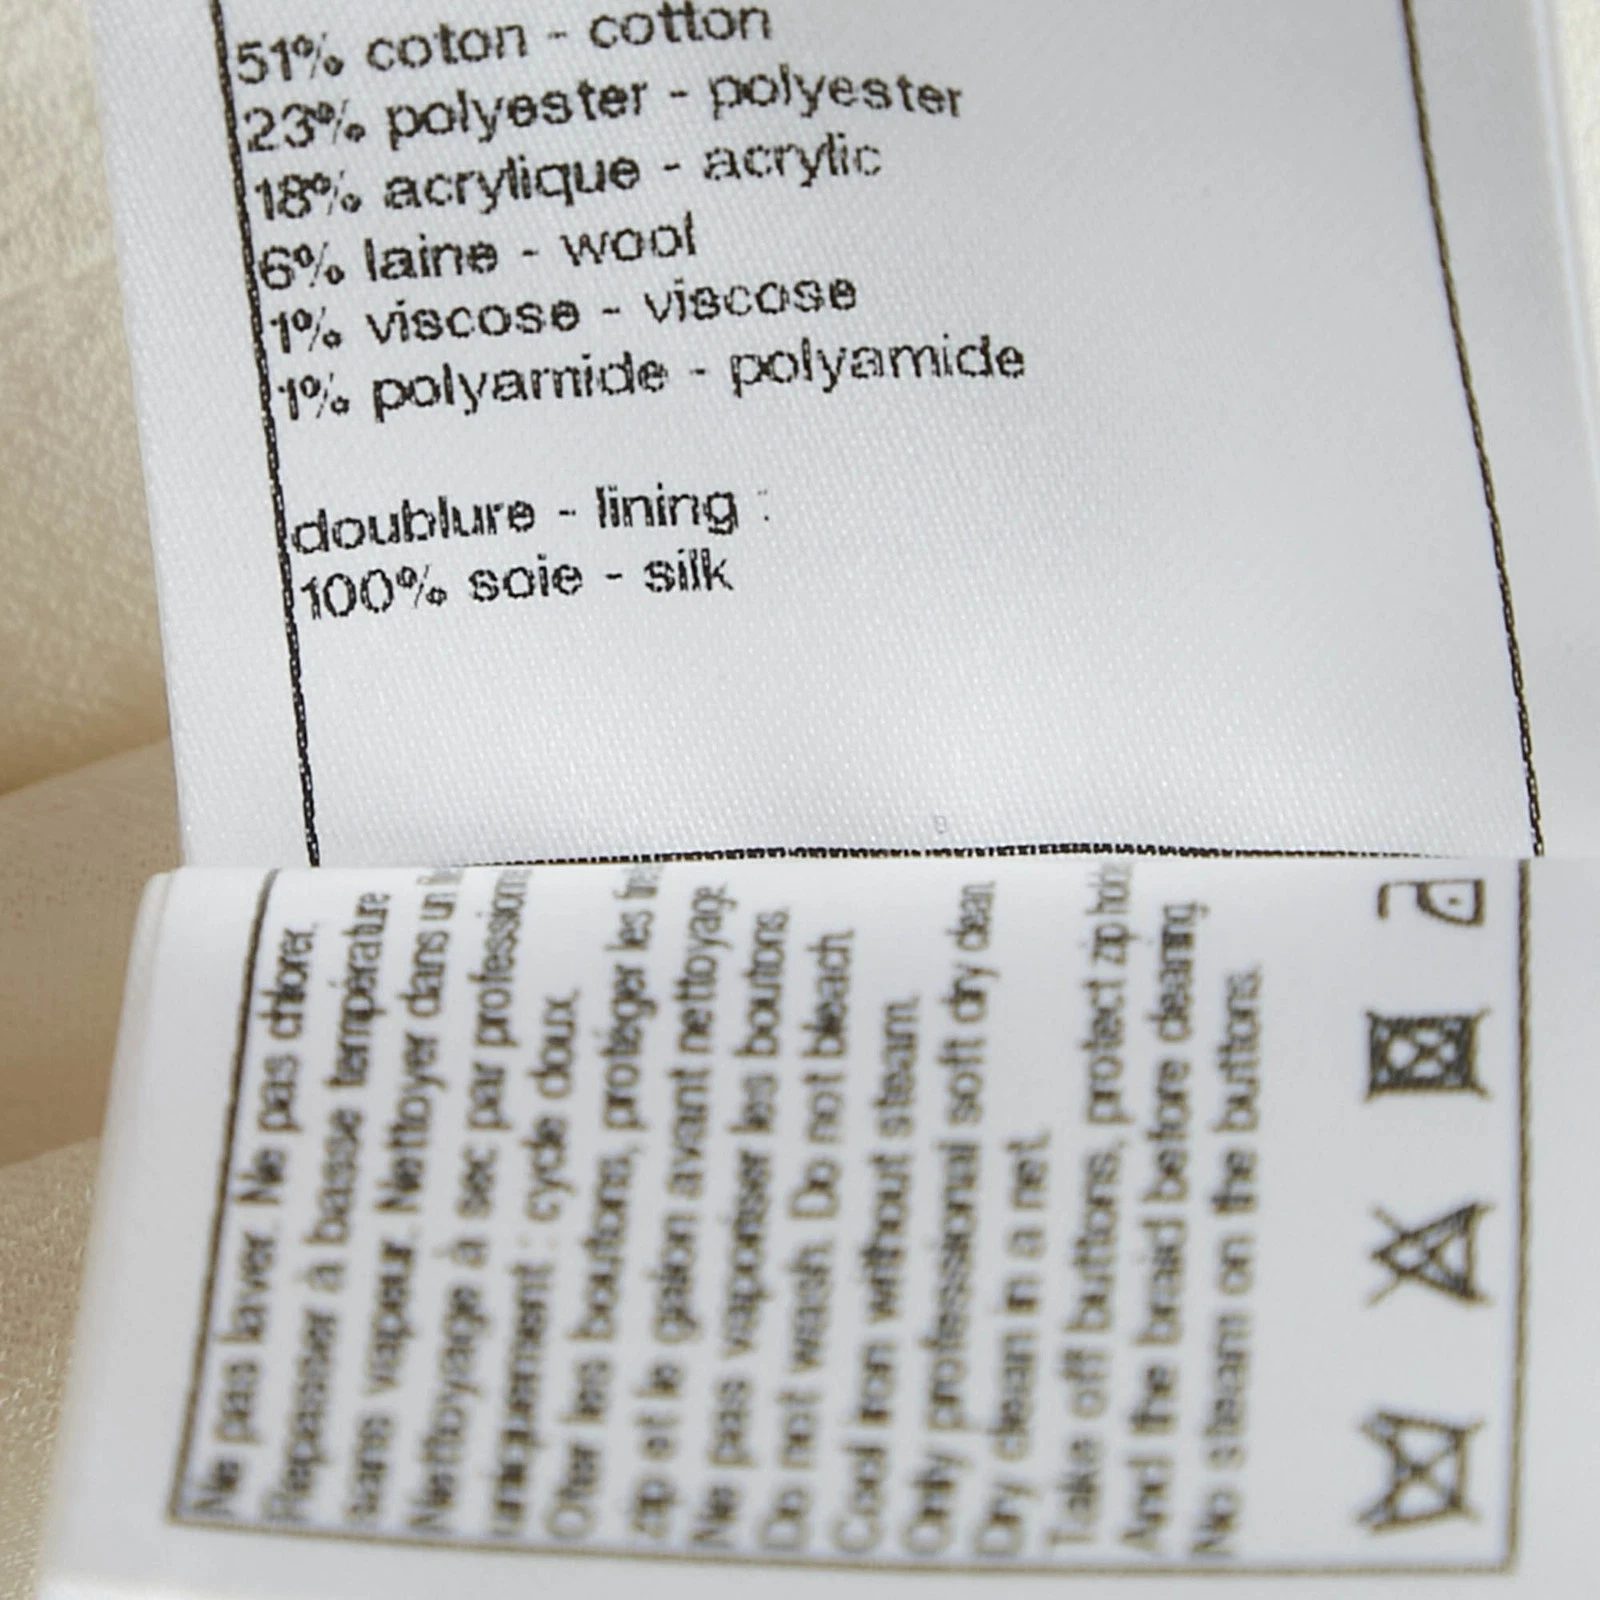 51% coton - cotton
23% polyester - polyester
18% acrylique - acrylic
6% laine - wool
1% viscose - viscose
1% polyamide - polyamide
doublure - lining :
100% soie - silk
Ne pas laver. Ne pas chlorer.
Repasser à basse température
sans vapeur. Nettoyer dans un
Nettoyage à sec par
uniquement : cycle doux.
Oter les boutons, protéger les
zip et le galon avant nettoyage.
Ne pas vaporiser les boutons.
Do not wash. Do not bleach.
Cool iron without steam.
Only professional soft dry clean.
Dry clean in a net.
Take off buttons, protect zip
And the braid before cleaning.
No steam on the buttons.